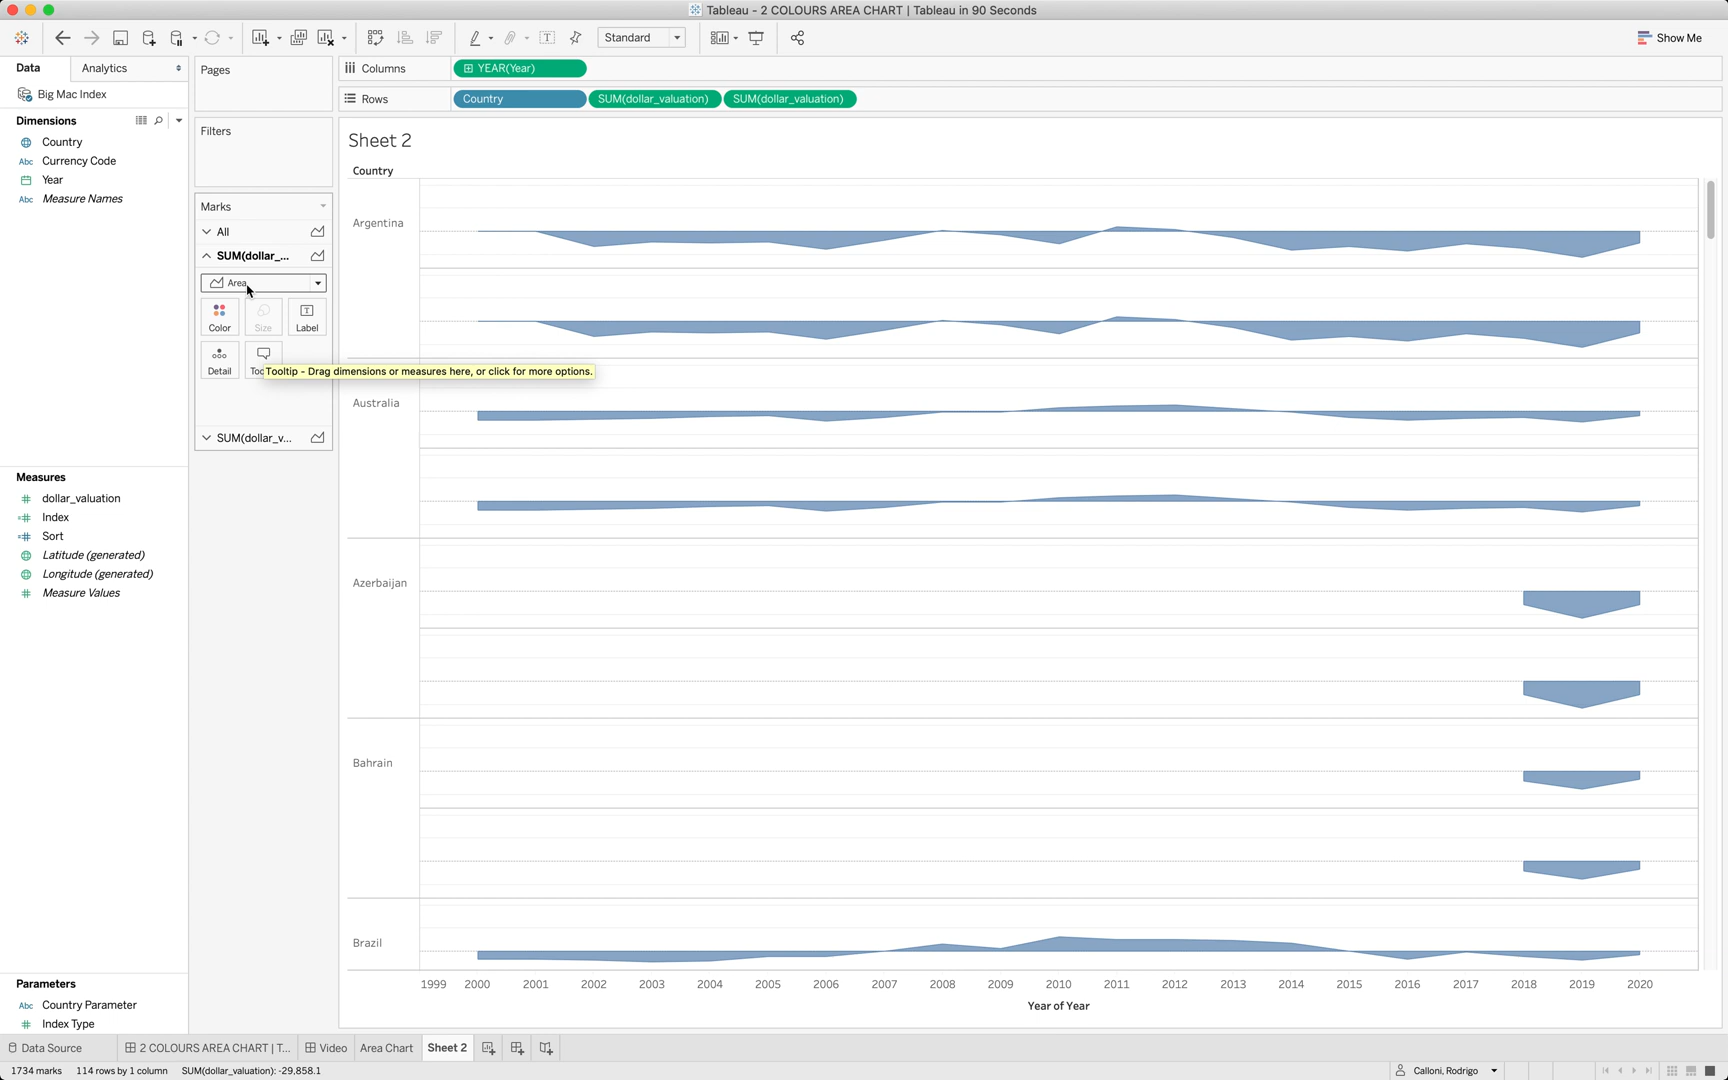 Tableau - 2 COLOURS AREA CHART | Tableau in 90 Seconds
Standard
Show Me
Data
Analytics
Pages
Columns
YEAR(Year)
Big Mac Index
Rows
Country
SUM(dollar_valuation)
SUM(dollar_valuation)
Dimensions
Country
Abc Currency Code
Year
Abc Measure Names
Filters
Marks
All
SUM(dollar_...
Area
Color
Size
Label
Detail
Tooltip - Drag dimensions or measures here, or click for more options.
SUM(dollar_v...
Sheet 2
Country
Argentina
Australia
Azerbaijan
Bahrain
Brazil
1999 2000 2001 2002 2003 2004 2005 2006 2007 2008 2009 2010 2011 2012 2013 2014 2015 2016 2017 2018 2019 2020
Year of Year
Measures
# dollar_valuation
=# Index
=# Sort
Latitude (generated)
Longitude (generated)
# Measure Values
Parameters
Abc Country Parameter
# Index Type
Data Source
2 COLOURS AREA CHART | T...
Video
Area Chart
Sheet 2
1734 marks
114 rows by 1 column
SUM(dollar_valuation): -29,858.1
Calloni, Rodrigo